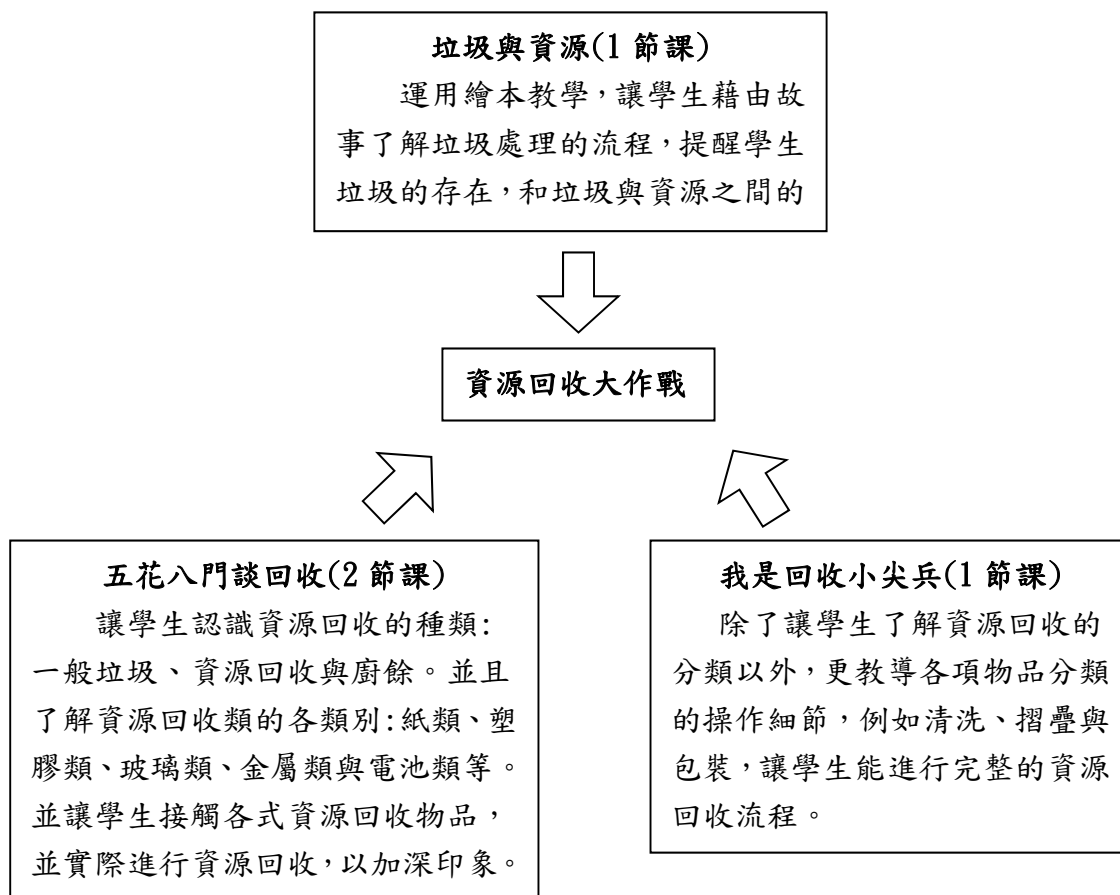 垃圾與資源(1 節課)
運用繪本教學，讓學生藉由故
事了解垃圾處理的流程，提醒學生
垃圾的存在，和垃圾與資源之間的
資源回收大作戰
五花八門談回收(2 節課)
讓學生認識資源回收的種類:
一般垃圾、資源回收與廚餘。並且
了解資源回收類的各類別:紙類、塑
膠類、玻璃類、金屬類與電池類等。
並讓學生接觸各式資源回收物品，
並實際進行資源回收，以加深印象。
我是回收小尖兵(1 節課)
除了讓學生了解資源回收的
分類以外，更教導各項物品分類
的操作細節，例如清洗、摺疊與
包裝，讓學生能進行完整的資源
回收流程。